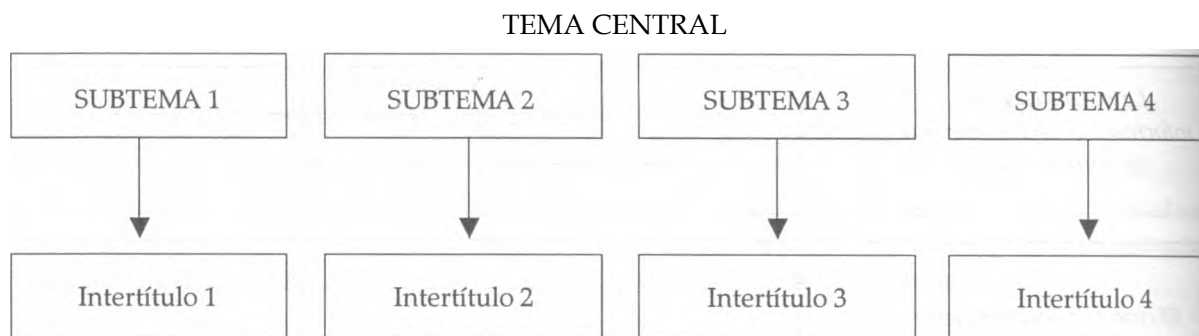 TEMA CENTRAL
SUBTEMA 1 SUBTEMA 2 SUBTEMA 3 SUBTEMA 4
Intertítulo 1 Intertítulo 2 Intertítulo 3 Intertítulo 4